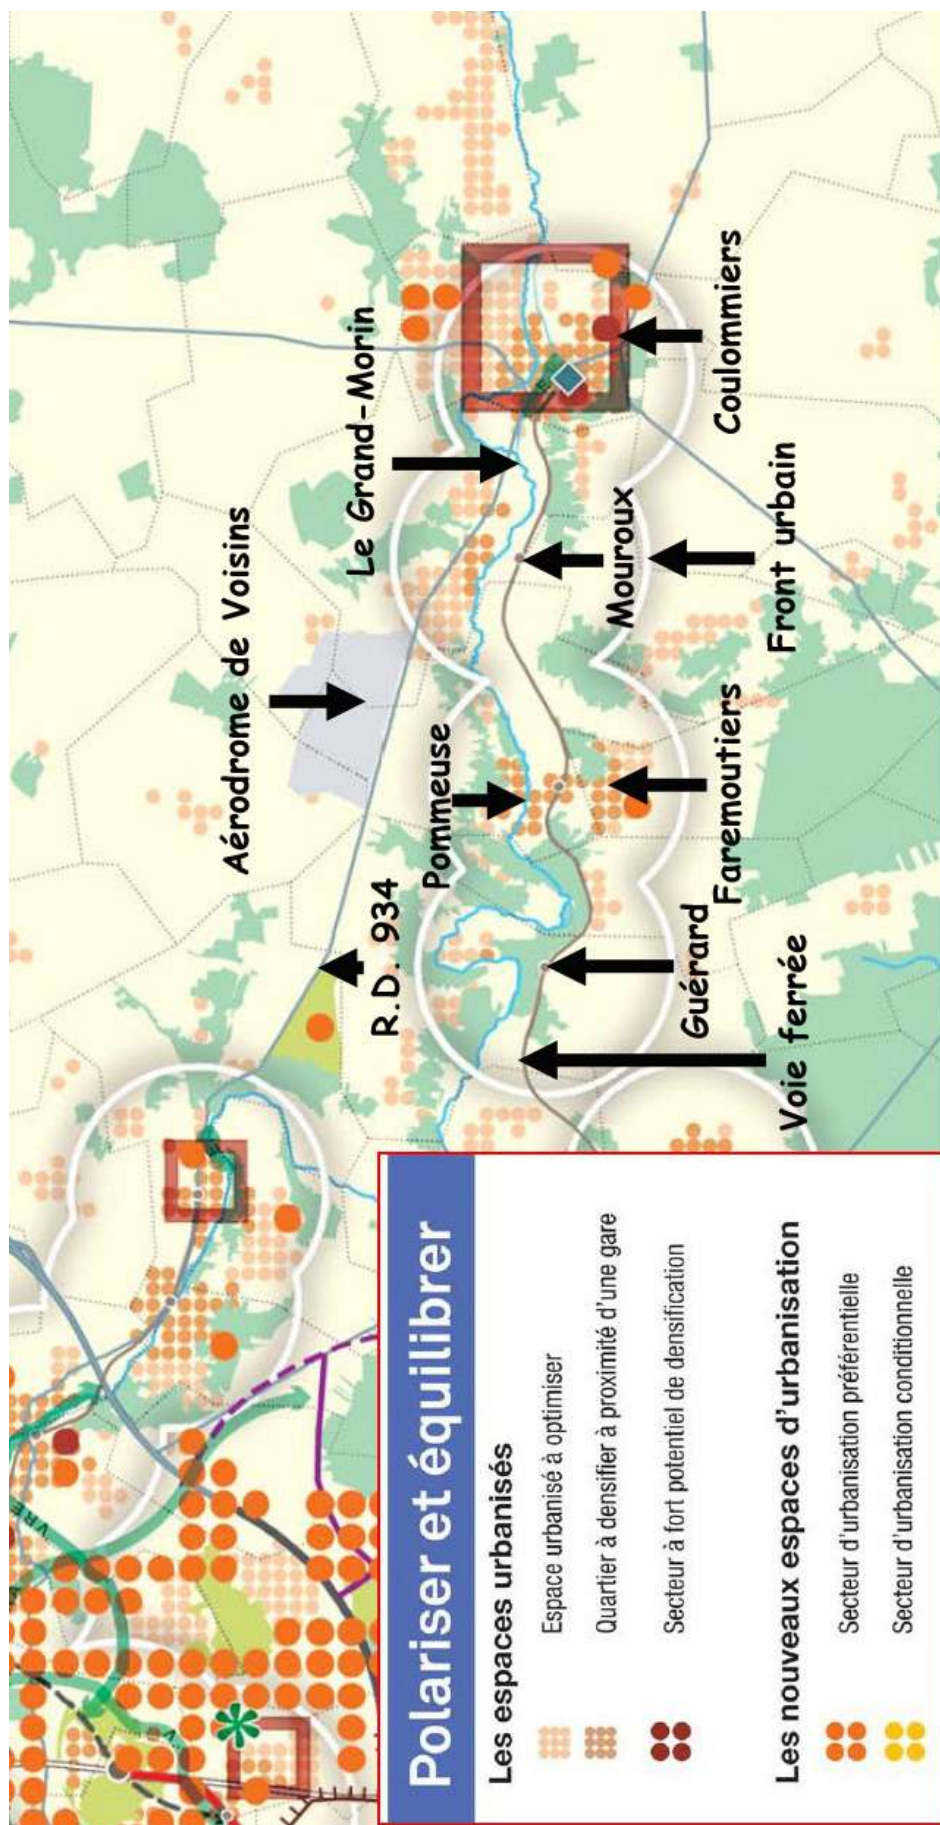 Aérodrome de Voisins
Le Grand-Morin
R.D. 934
Pommeuse
Coulommiers
Mouroux
Front urbain
Faremoutiers
Guérard
Voie ferrée
Polariser et équilibrer
Les espaces urbanisés
Espace urbanisé à optimiser
Quartier à densifier à proximité d'une gare
Secteur à fort potentiel de densification
Les nouveaux espaces d'urbanisation
Secteur d'urbanisation préférentielle
Secteur d'urbanisation conditionnelle